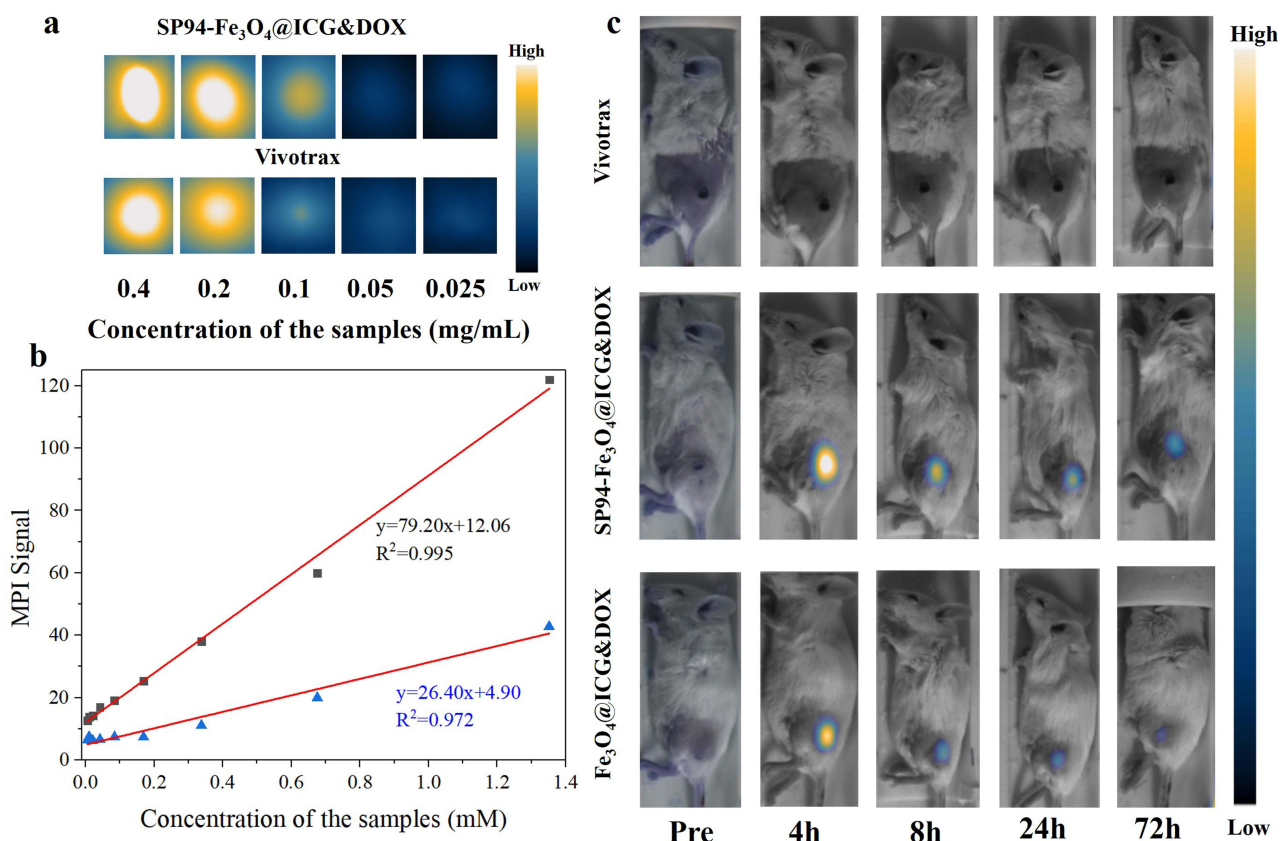 a
SP94-Fe₃O₄@ICG&DOX
High
Vivotrax
0.4 0.2 0.1 0.05 0.025
Low
Concentration of the samples (mg/mL)
b
MPI Signal
120
100
80
60
40
20
0
y=79.20x+12.06
R²=0.995
y=26.40x+4.90
R²=0.972
0.0 0.2 0.4 0.6 0.8 1.0 1.2 1.4
Concentration of the samples (mM)
c
High
Vivotrax
SP94-Fe₃O₄@ICG&DOX
Fe₃O₄@ICG&DOX
Pre 4h 8h 24h 72h
Low